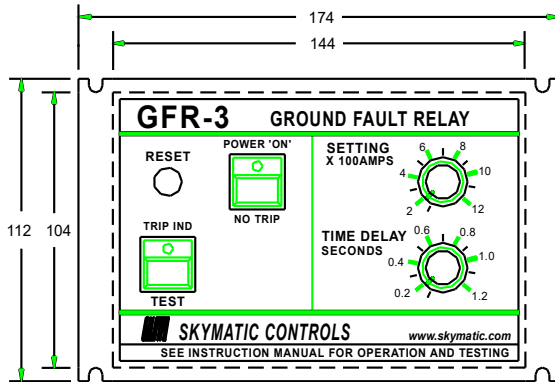 174
144
112
104
GFR-3 GROUND FAULT RELAY
RESET
POWER 'ON'
NO TRIP
TRIP IND
TEST
SETTING
X 100AMPS
2
4
6
8
10
12
TIME DELAY
SECONDS
0.2
0.4
0.6
0.8
1.0
1.2
SKYMATIC CONTROLS
www.skymatic.com
SEE INSTRUCTION MANUAL FOR OPERATION AND TESTING